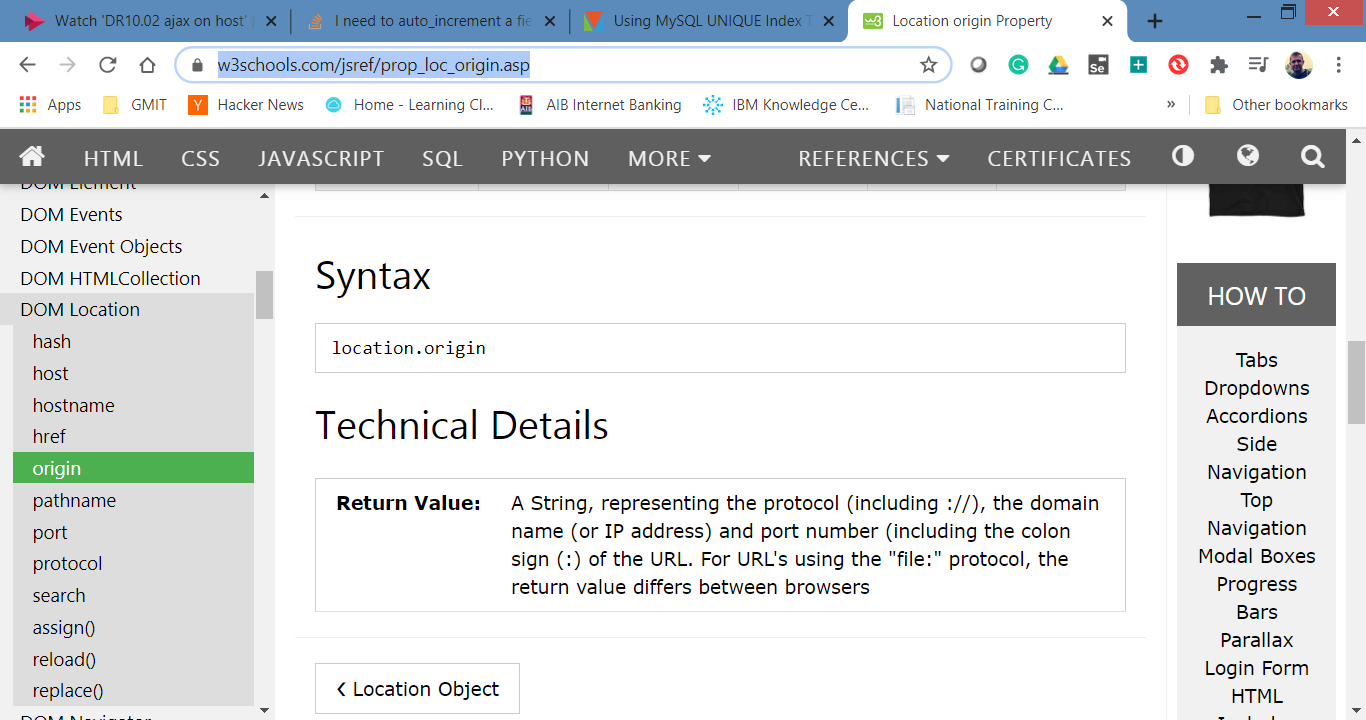 Watch 'DR10.02 ajax on host'
I need to auto_increment a fie
Using MySQL UNIQUE Index T
Location origin Property
w3schools.com/jsref/prop_loc_origin.asp
Apps
GMIT
Y
Hacker News
Home - Learning Cl...
AIB
AIB Internet Banking
IBM Knowledge Ce...
National Training C...
»
Other bookmarks
HTML
CSS
JAVASCRIPT
SQL
PYTHON
MORE
REFERENCES
CERTIFICATES
DOM Element
DOM Events
DOM Event Objects
DOM HTMLCollection
DOM Location
hash
host
hostname
href
origin
pathname
port
protocol
search
assign()
reload()
replace()
DOM Navigator
Syntax
location.origin
Technical Details
Return Value:
A String, representing the protocol (including ://), the domain
name (or IP address) and port number (including the colon
sign (:) of the URL. For URL's using the "file:" protocol, the
return value differs between browsers
❮ Location Object
HOW TO
Tabs
Dropdowns
Accordions
Side
Navigation
Top
Navigation
Modal Boxes
Progress
Bars
Parallax
Login Form
HTML